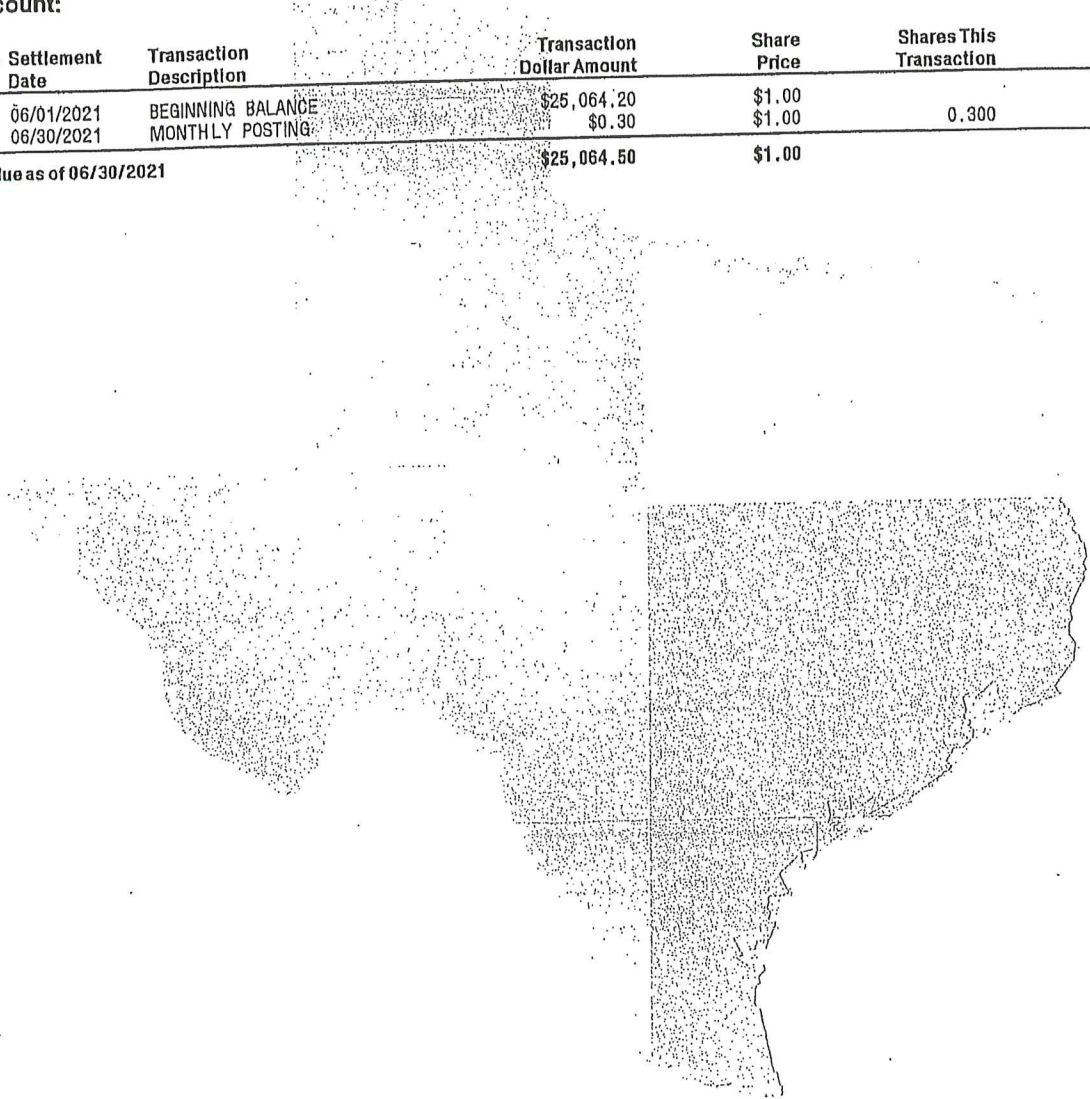 Settlement Date Transaction Description Transaction Dollar Amount Share Price Shares This Transaction
06/01/2021 BEGINNING BALANCE $25,064.20 $1.00
06/30/2021 MONTHLY POSTING $0.30 $1.00 0.300
as of 06/30/2021 $25,064.50 $1.00